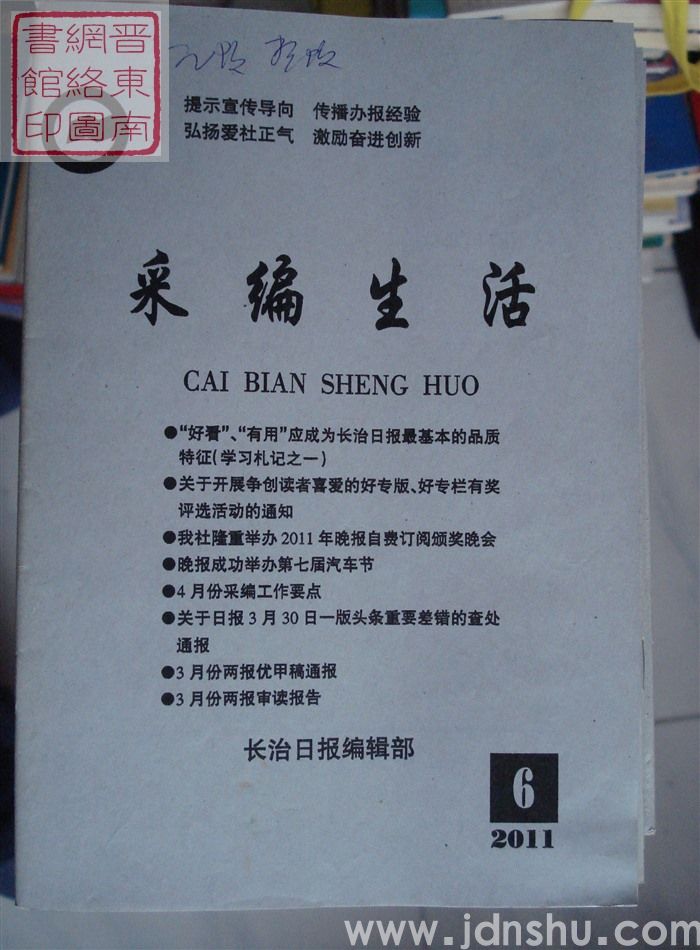 晋东南
網絡圖
書館印
提示宣传导向 传播办报经验
弘扬爱社正气 激励奋进创新
采编生活
CAI BIAN SHENG HUO
●“好看”、“有用”应成为长治日报最基本的品质
特征(学习札记之一)
●关于开展争创读者喜爱的好专版、好专栏有奖
评选活动的通知
●我社隆重举办2011年晚报自费订阅颁奖晚会
●晚报成功举办第七届汽车节
●4月份采编工作要点
●关于日报3月30日一版头条重要差错的查处
通报
●3月份两报优甲稿通报
●3月份两报审读报告
长治日报编辑部
6
2011
www.jdnshu.com